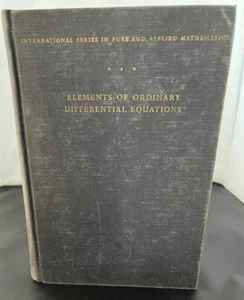 INTERNATIONAL SERIES IN PURE AND APPLIED MATHEMATICS
* * *
ELEMENTS OF ORDINARY
DIFFERENTIAL EQUATIONS